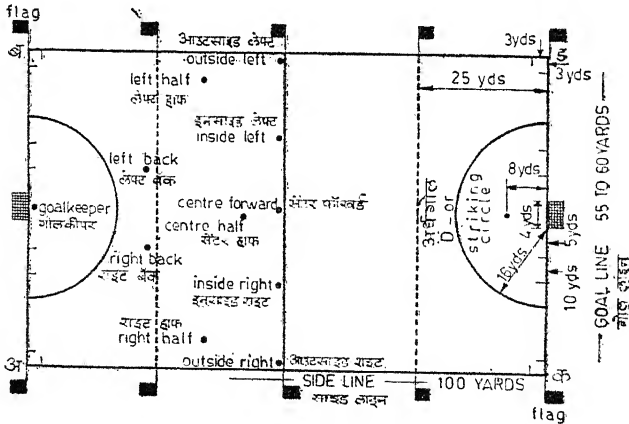 flag
ब
आउटसाइड लेफ्ट
outside left
left half
लेफ्ट हाफ
इनसाइड लेफ्ट
inside left
left back
लेफ्ट बॅक
goalkeeper
गोलकीपर
centre forward
सेंटर फॉरवर्ड
centre half
सेंटर हाफ
right back
राइट बॅक
inside right
इनसाइड राइट
राइट हाफ
right half
outside right
आउटसाइड राइट
अ
3yds
ड
3yds
25 yds
8yds
अर्धगोल
D-or
striking
circle
4yds
16yds
5yds
10 yds
GOAL LINE 55 TO 60 YARDS
गोल लाइन
SIDE LINE 100 YARDS
साइड लाइन
क
flag